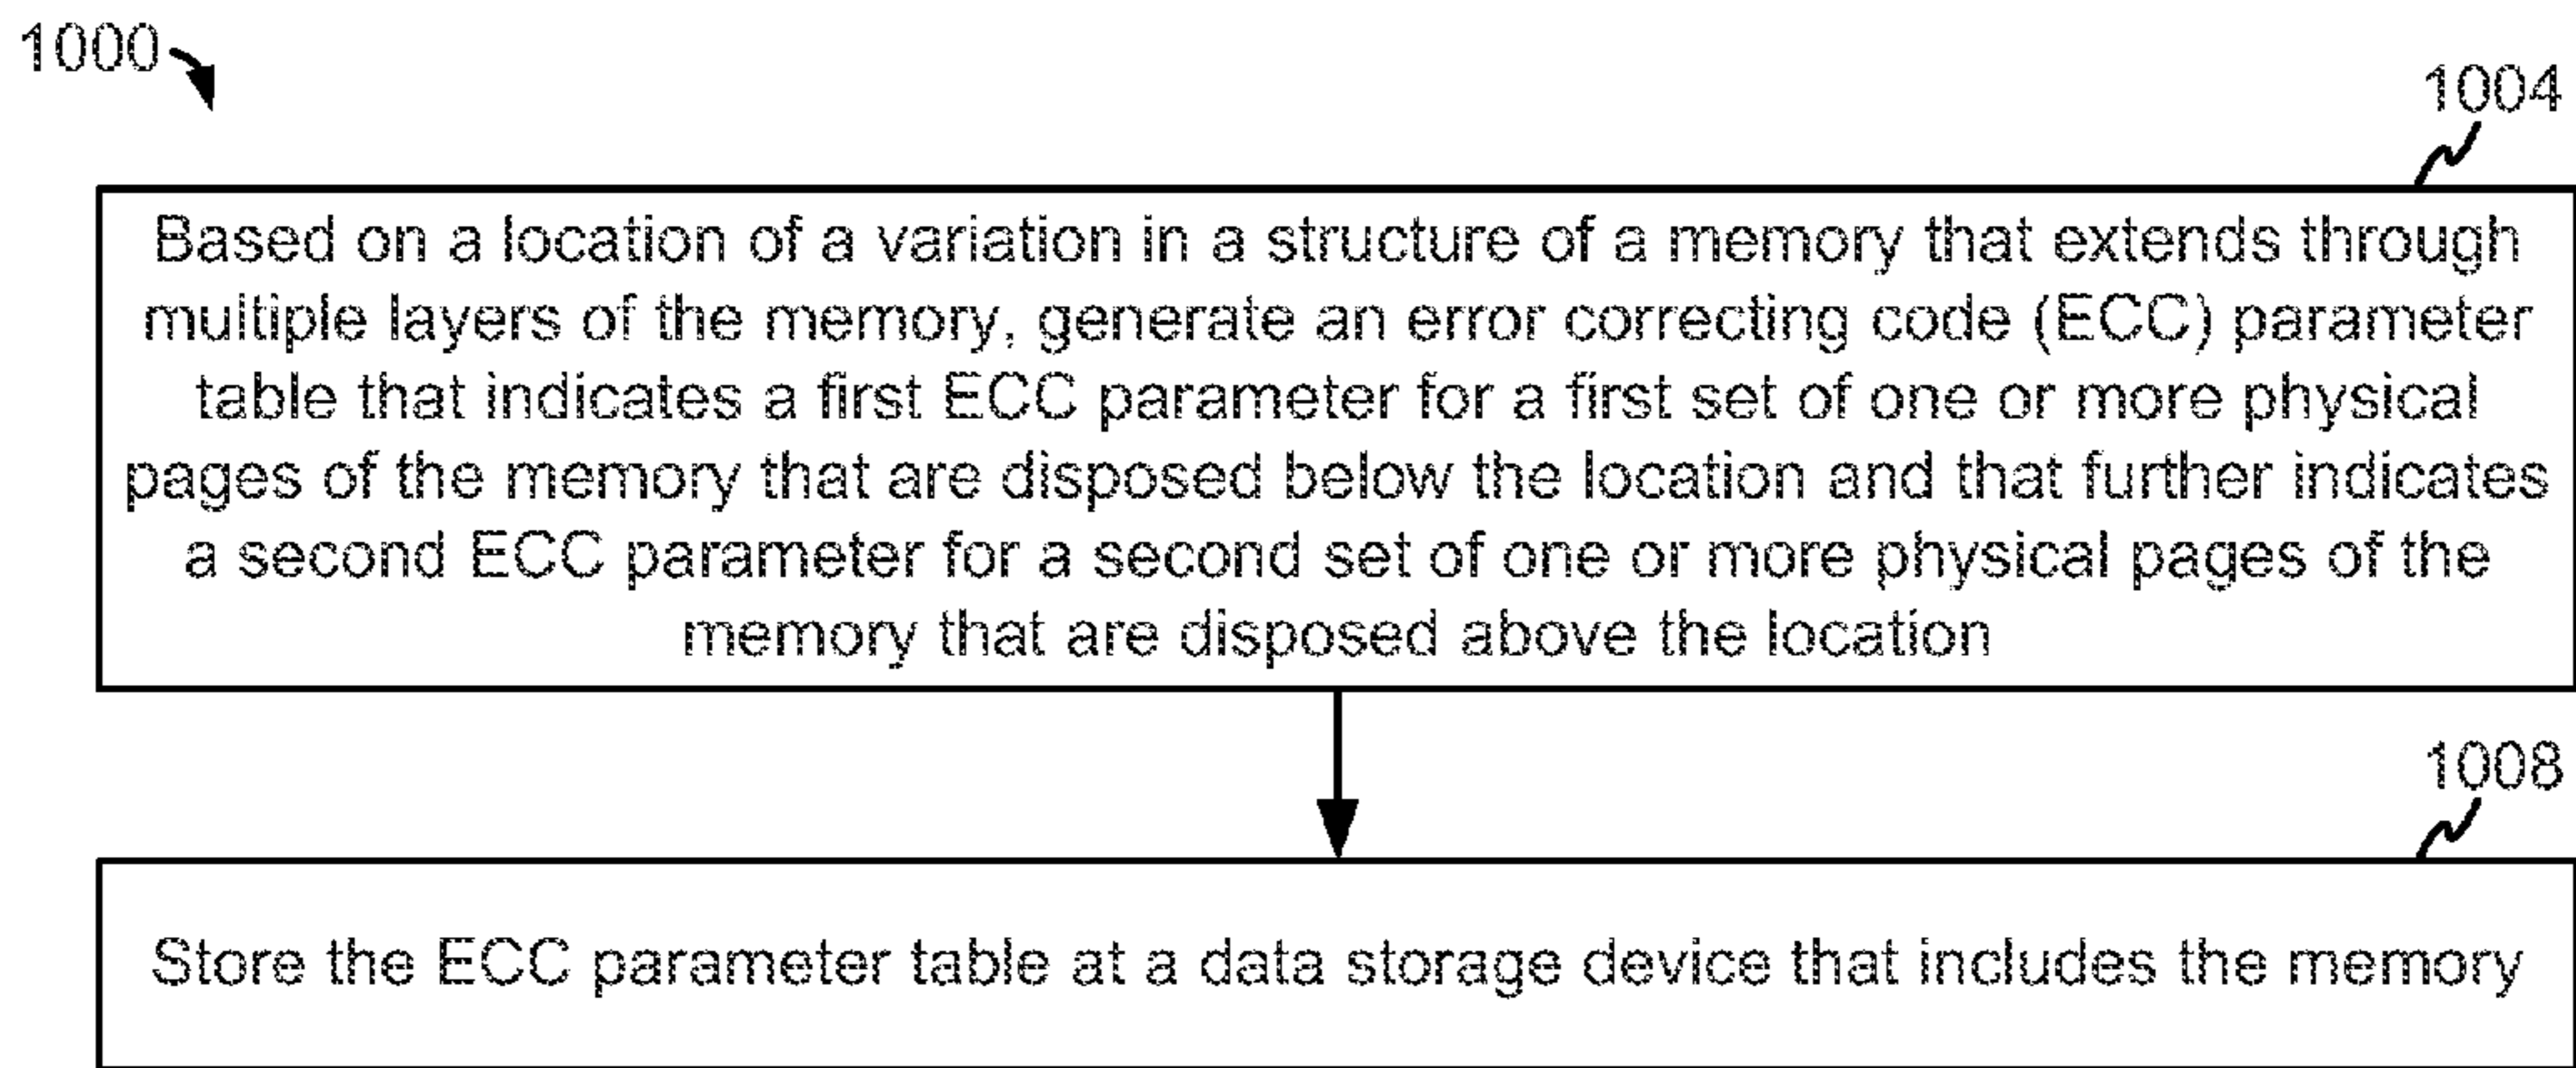 1000
1004
Based on a location of a variation in a structure of a memory that extends through
multiple layers of the memory, generate an error correcting code (ECC) parameter
table that indicates a first ECC parameter for a first set of one or more physical
pages of the memory that are disposed below the location and that further indicates
a second ECC parameter for a second set of one or more physical pages of the
memory that are disposed above the location
1008
Store the ECC parameter table at a data storage device that includes the memory